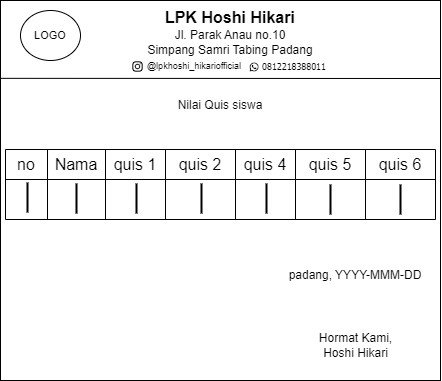 LOGO
LPK Hoshi Hikari
Jl. Parak Anau no.10
Simpang Samri Tabing Padang
@lpkhoshi_hikariofficial 0812218388011
Nilai Quis siswa
no Nama quis 1 quis 2 quis 4 quis 5 quis 6
padang, YYYY-MMM-DD
Hormat Kami,
Hoshi Hikari